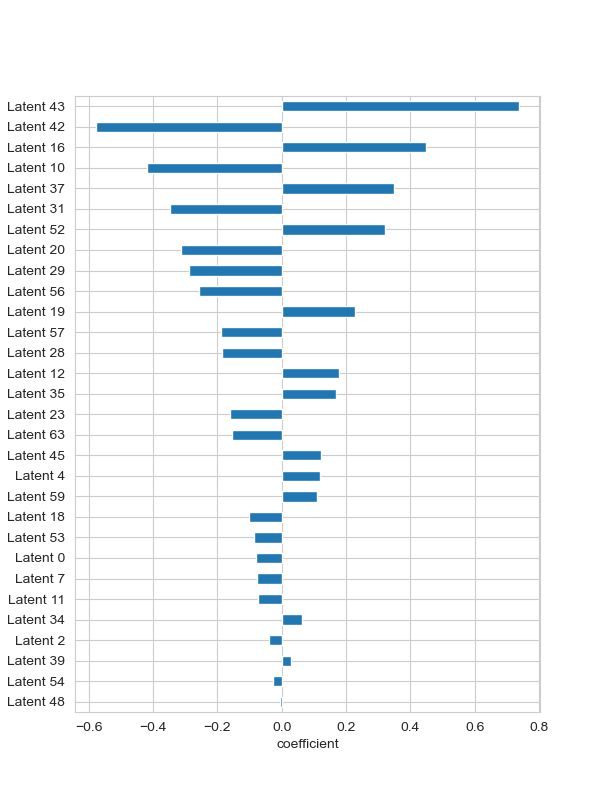 Latent 43
Latent 42
Latent 16
Latent 10
Latent 37
Latent 31
Latent 52
Latent 20
Latent 29
Latent 56
Latent 19
Latent 57
Latent 28
Latent 12
Latent 35
Latent 23
Latent 63
Latent 45
Latent 4
Latent 59
Latent 18
Latent 53
Latent 0
Latent 7
Latent 11
Latent 34
Latent 2
Latent 39
Latent 54
Latent 48
−0.6 −0.4 −0.2 0.0 0.2 0.4 0.6 0.8
coefficient